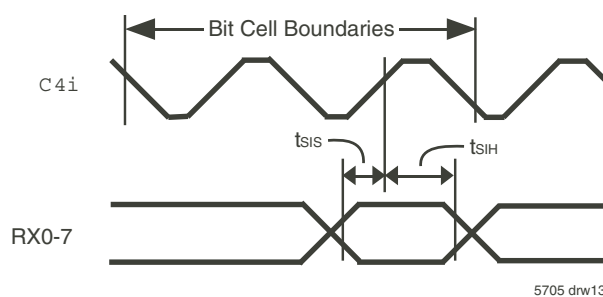 Bit Cell Boundaries
C4i
tSIS
tSIH
RX0-7
5705 drw13